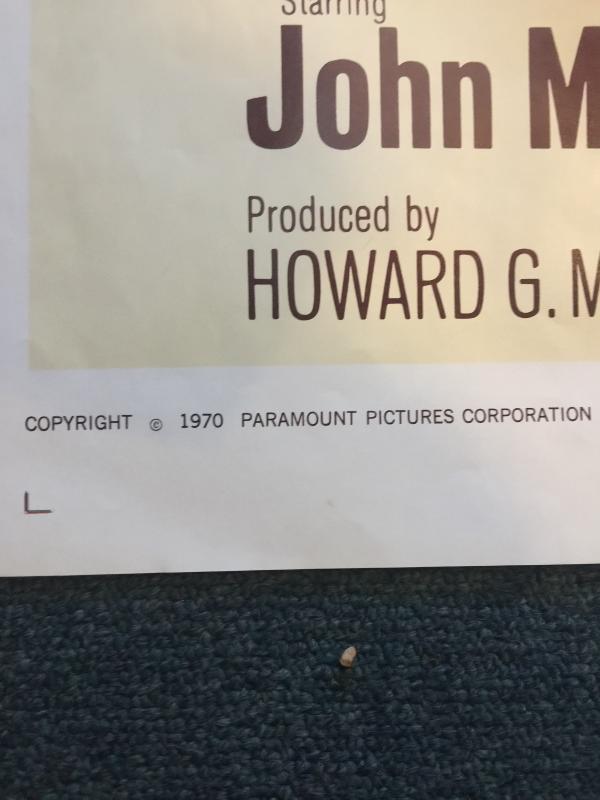 Starring
John M
Produced by
HOWARD G. M
COPYRIGHT © 1970 PARAMOUNT PICTURES CORPORATION